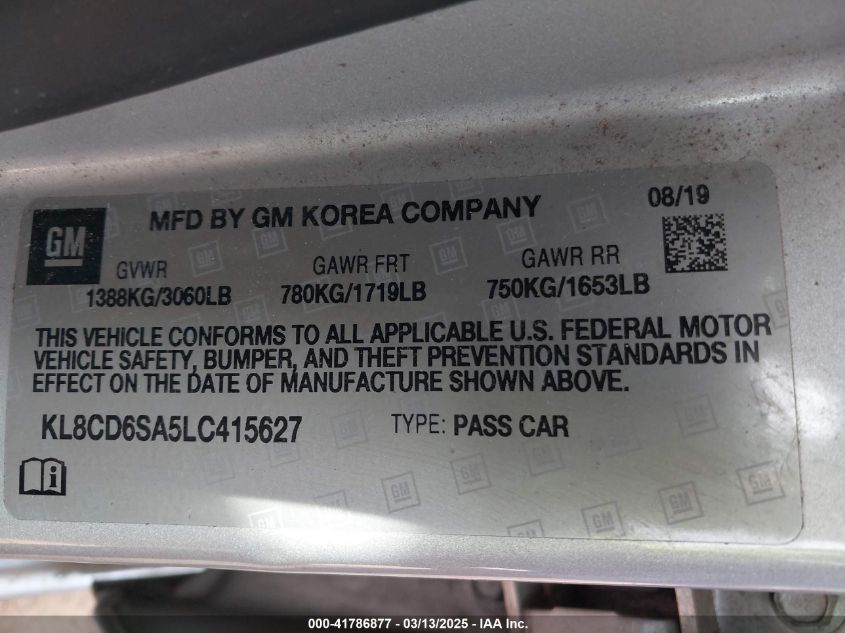 GM
MFD BY GM KOREA COMPANY
08/19
GVWR
GAWR FRT
GAWR RR
1388KG/3060LB
780KG/1719LB
750KG/1653LB
THIS VEHICLE CONFORMS TO ALL APPLICABLE U.S. FEDERAL MOTOR
VEHICLE SAFETY, BUMPER, AND THEFT PREVENTION STANDARDS IN
EFFECT ON THE DATE OF MANUFACTURE SHOWN ABOVE.
KL8CD6SA5LC415627
TYPE: PASS CAR
000-41786877 - 03/13/2025 - IAA Inc.